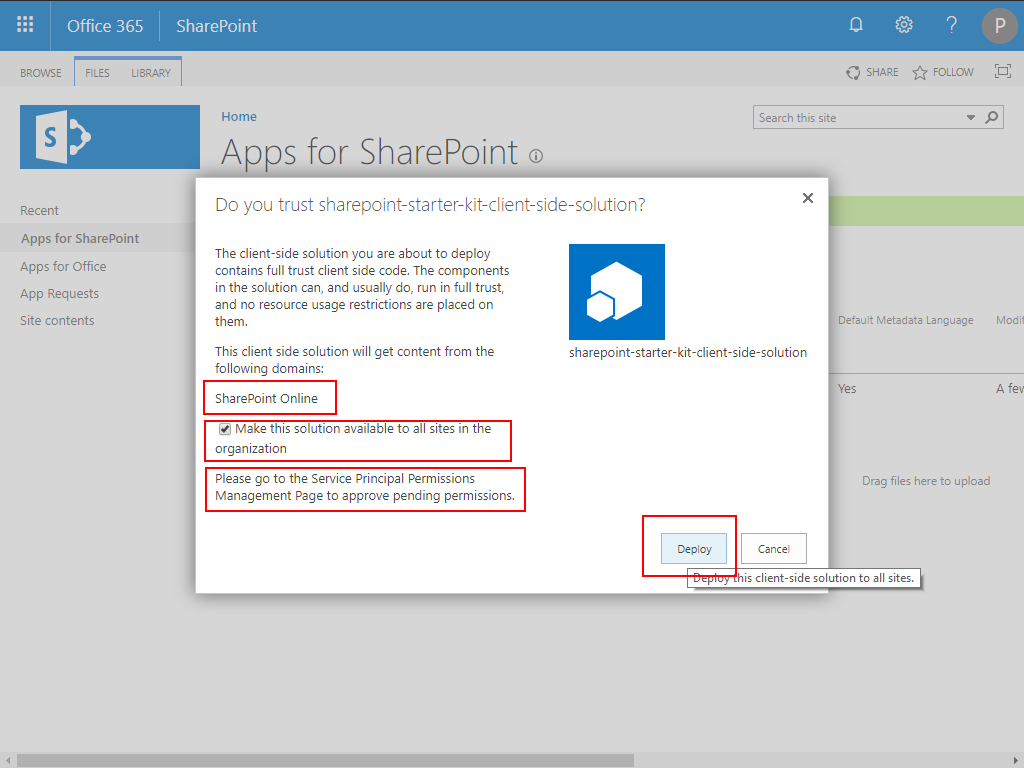 Office 365
SharePoint
?
P
BROWSE
FILES
LIBRARY
SHARE
FOLLOW
S
Home
Search this site
Apps for SharePoint
Recent
Apps for SharePoint
Apps for Office
App Requests
Site contents
Do you trust sharepoint-starter-kit-client-side-solution?
The client-side solution you are about to deploy
contains full trust client side code. The components
in the solution can, and usually do, run in full trust,
and no resource usage restrictions are placed on
them.
This client side solution will get content from the
following domains:
SharePoint Online
Make this solution available to all sites in the
organization
Please go to the Service Principal Permissions
Management Page to approve pending permissions.
sharepoint-starter-kit-client-side-solution
Deploy
Cancel
Deploy this client-side solution to all sites.
Default Metadata Language
Modif
Yes
A few
Drag files here to upload